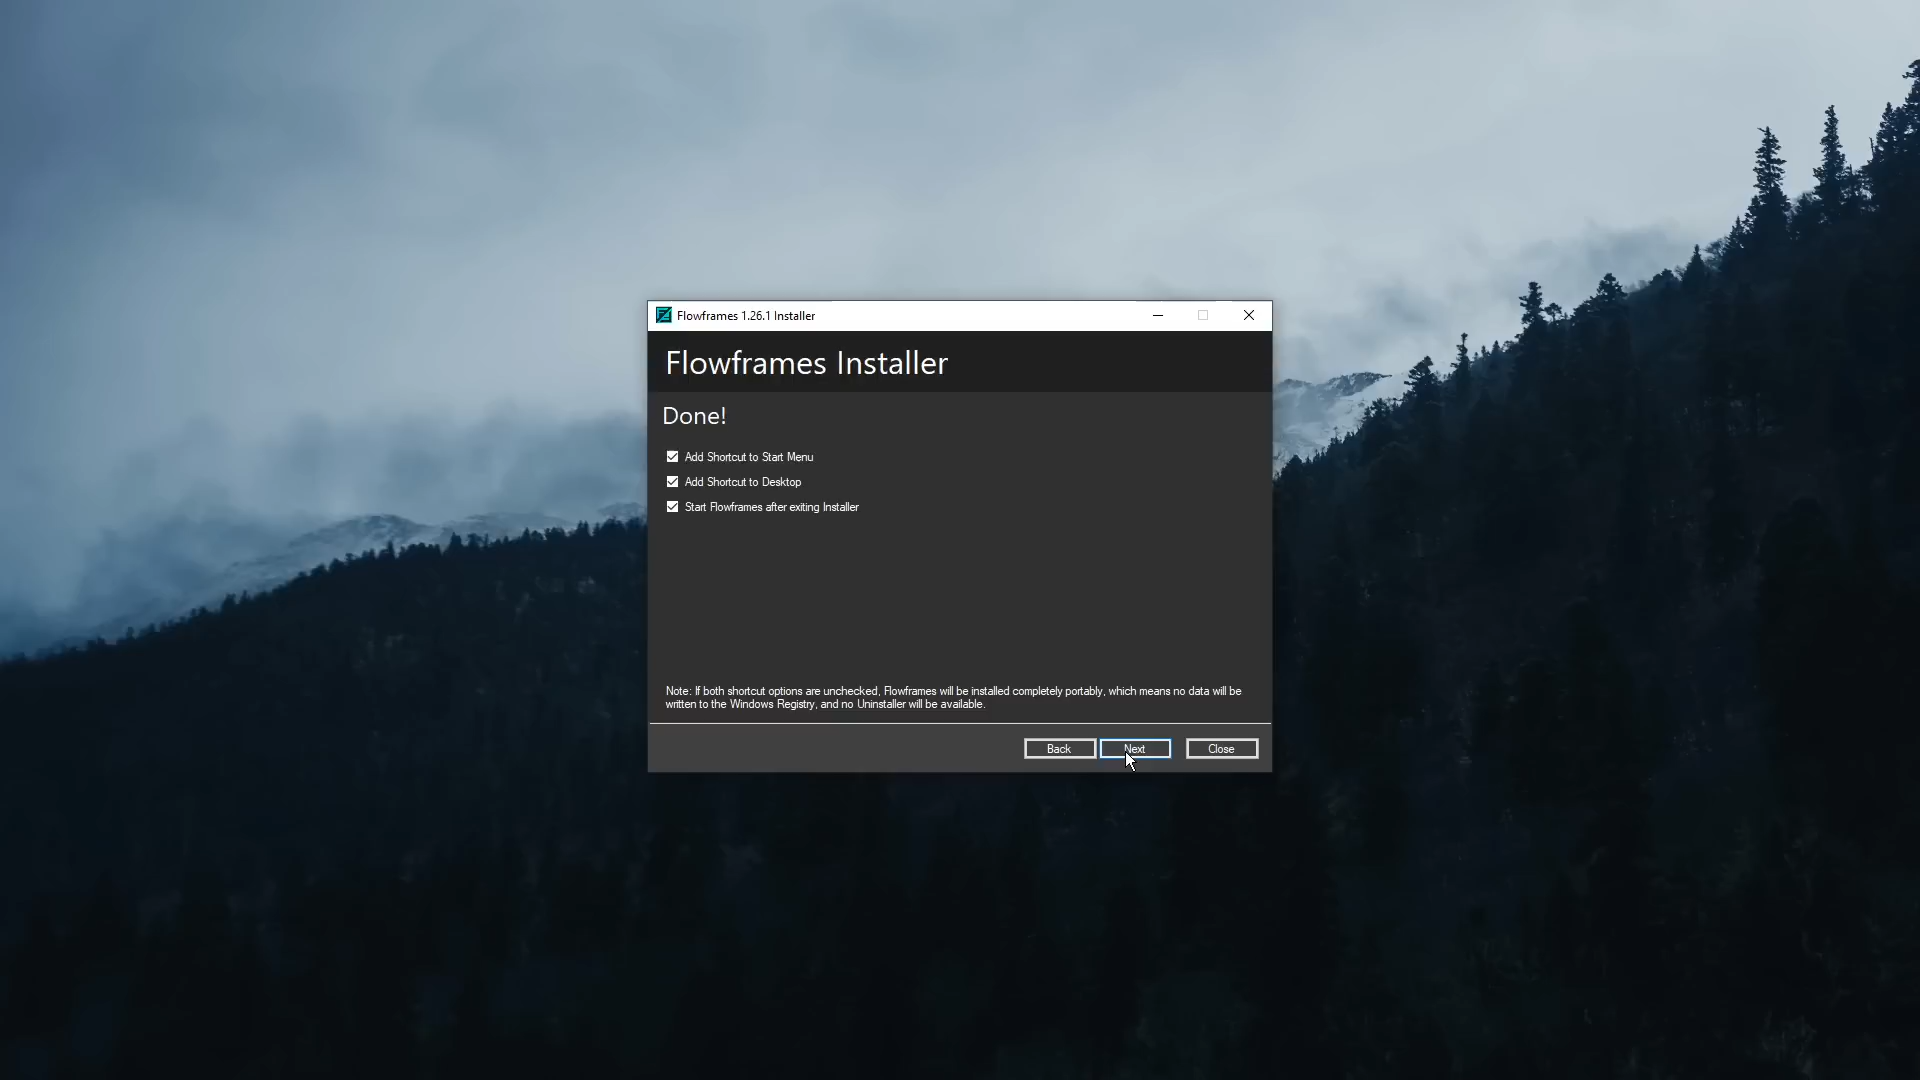 Flowframes 1.26.1 Installer
Flowframes Installer
Done!
Add Shortcut to Start Menu
Add Shortcut to Desktop
Start Flowframes after exiting Installer
Note: If both shortcut options are unchecked, Flowframes will be installed completely portably, which means no data will be
written to the Windows Registry, and no Uninstaller will be available.
Back Next Close